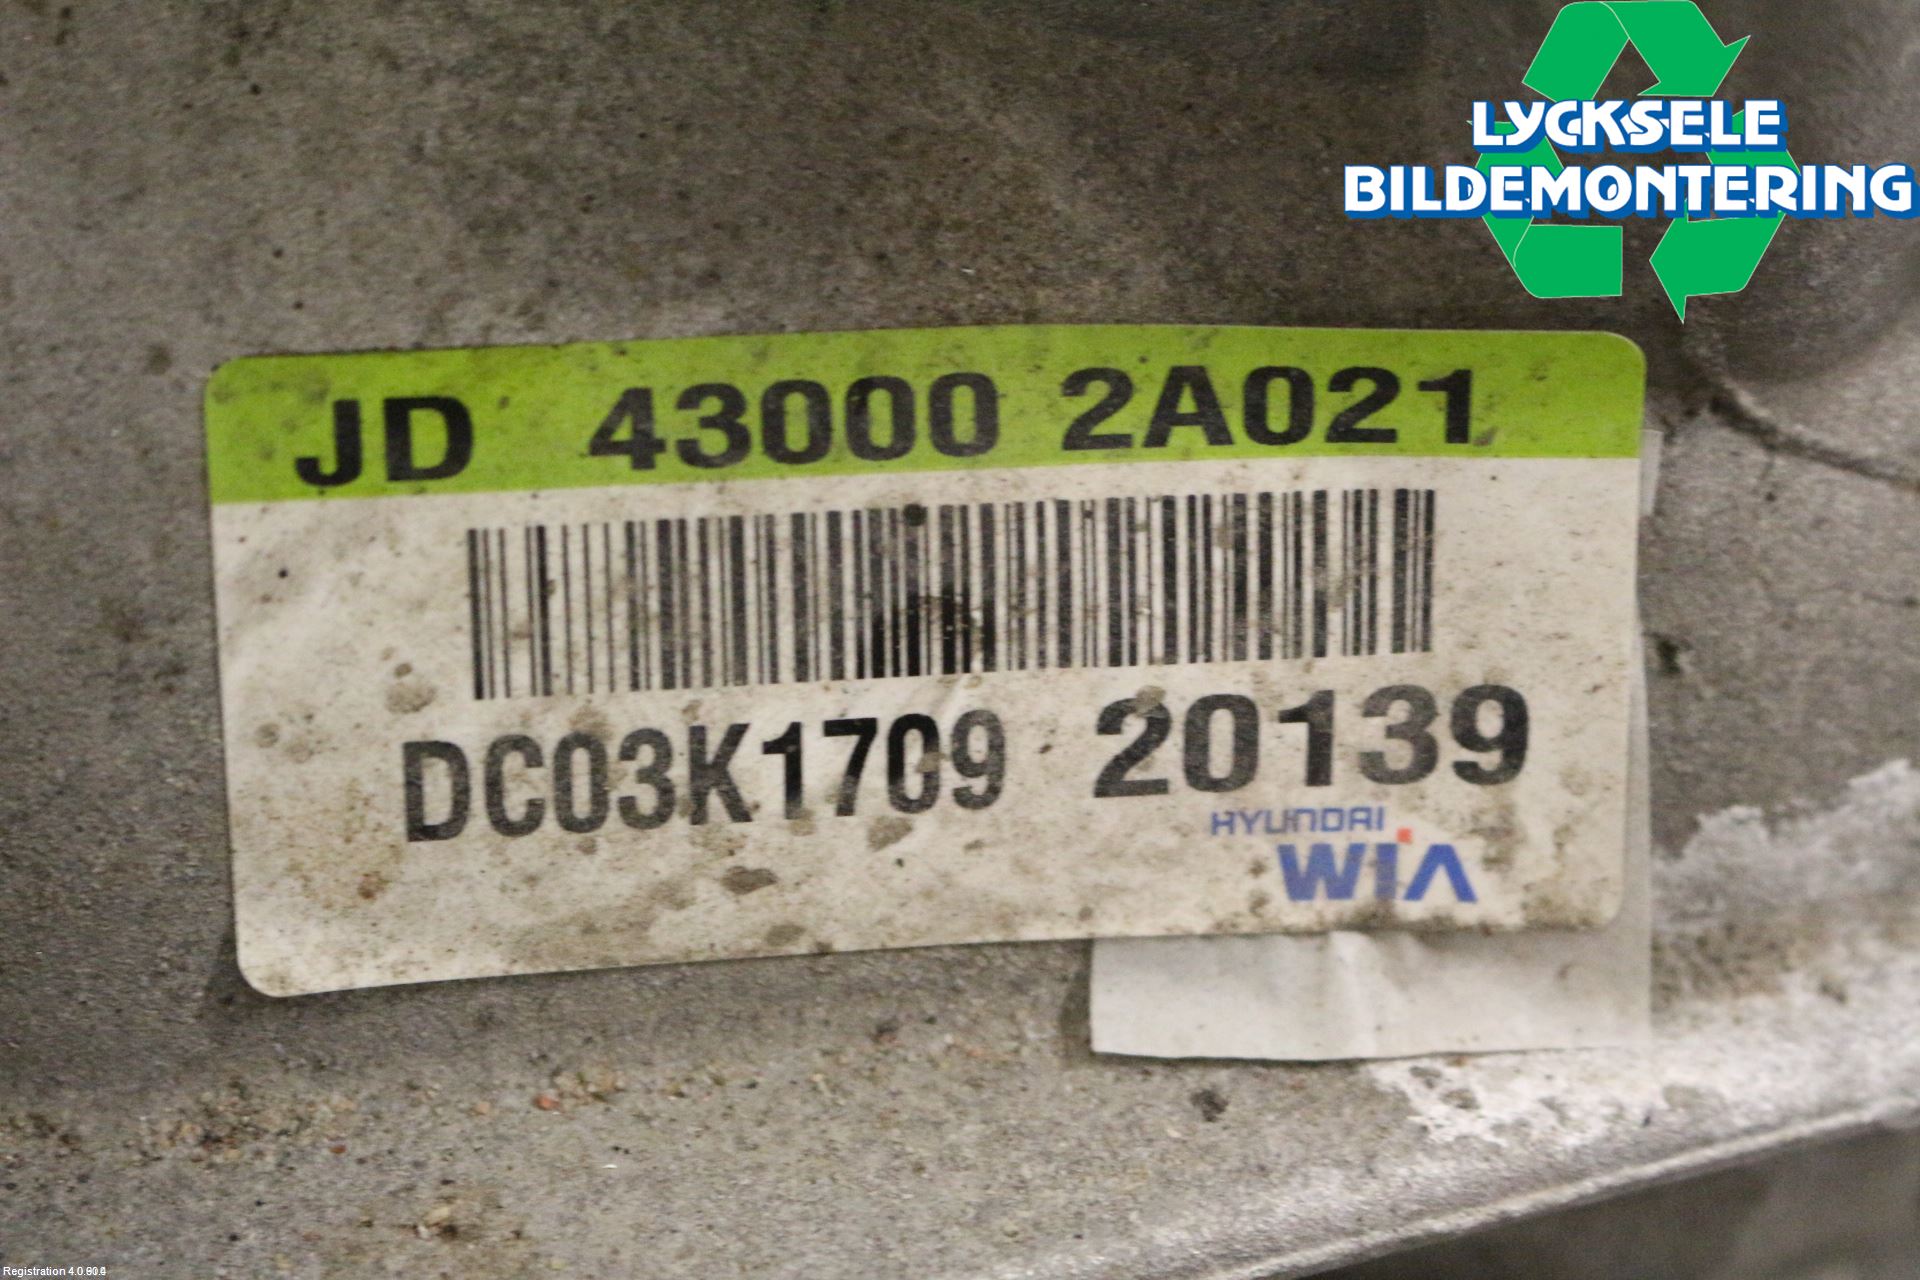 LYCKSELE
BILDEMONTERING
JD 43000 2A021
DC03K1709 20139
HYUNDAI
WIA